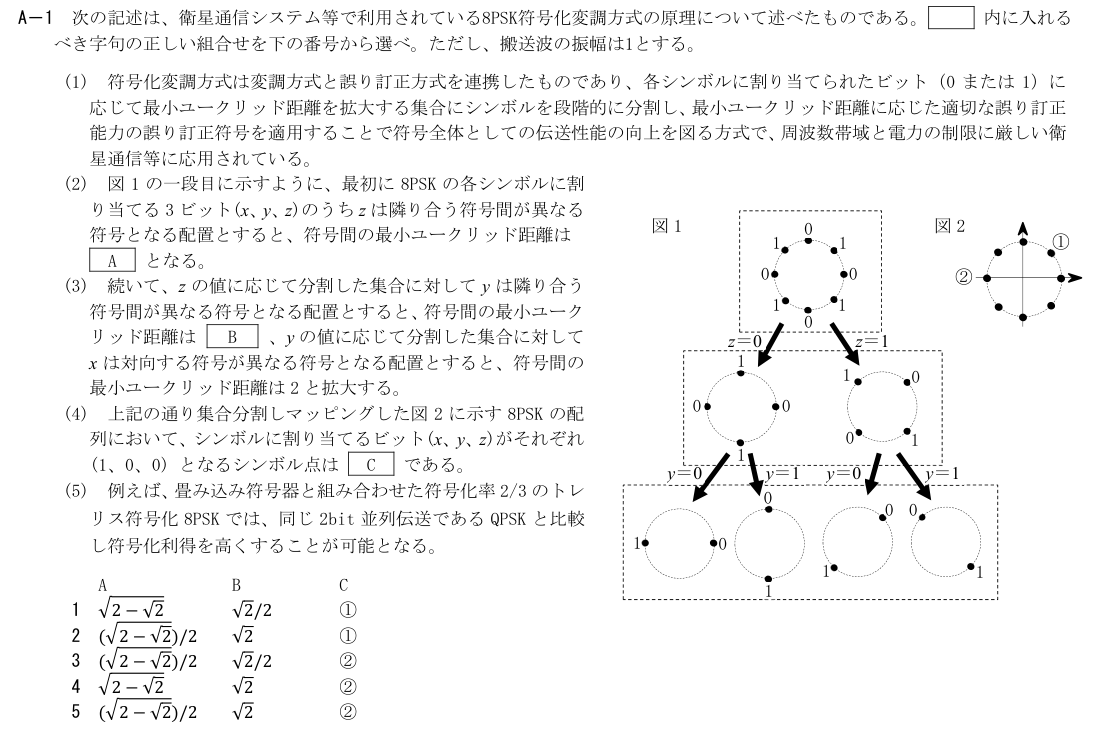 A－1 次の記述は、衛星通信システム等で利用されている8PSK符号化変調方式の原理について述べたものである。 内に入れる
べき字句の正しい組合せを下の番号から選べ。ただし、搬送波の振幅は1とする。
(1) 符号化変調方式は変調方式と誤り訂正方式を連携したものであり、各シンボルに割り当てられたビット（0 または 1）に
応じて最小ユークリッド距離を拡大する集合にシンボルを段階的に分割し、最小ユークリッド距離に応じた適切な誤り訂正
能力の誤り訂正符号を適用することで符号全体としての伝送性能の向上を図る方式で、周波数帯域と電力の制限に厳しい衛
星通信等に応用されている。
(2) 図 1 の一段目に示すように、最初に 8PSK の各シンボルに割
り当てる 3 ビット(x、y、z)のうち z は隣り合う符号間が異なる
符号となる配置とすると、符号間の最小ユークリッド距離は
A となる。
(3) 続いて、z の値に応じて分割した集合に対して y は隣り合う
符号間が異なる符号となる配置とすると、符号間の最小ユーク
リッド距離は B 、y の値に応じて分割した集合に対して
x は対向する符号が異なる符号となる配置とすると、符号間の
最小ユークリッド距離は 2 と拡大する。
(4) 上記の通り集合分割しマッピングした図 2 に示す 8PSK の配
列において、シンボルに割り当てるビット(x、y、z)がそれぞれ
(1、0、0) となるシンボル点は C である。
(5) 例えば、畳み込み符号器と組み合わせた符号化率 2/3 のトレ
リス符号化 8PSK では、同じ 2bit 並列伝送である QPSK と比較
し符号化利得を高くすることが可能となる。
A B C
1 √(2−√2) √2/2 ①
2 (√(2−√2))/2 √2 ①
3 (√(2−√2))/2 √2/2 ②
4 √(2−√2) √2 ②
5 (√(2−√2))/2 √2 ②
図 1
0
1 1
0 0
1 1
0
z=0 z=1
1
0 0
1
1 0
0 1
y=0 y=1 y=0 y=1
1 0
0
1
0
1
0
1
図 2
①
②